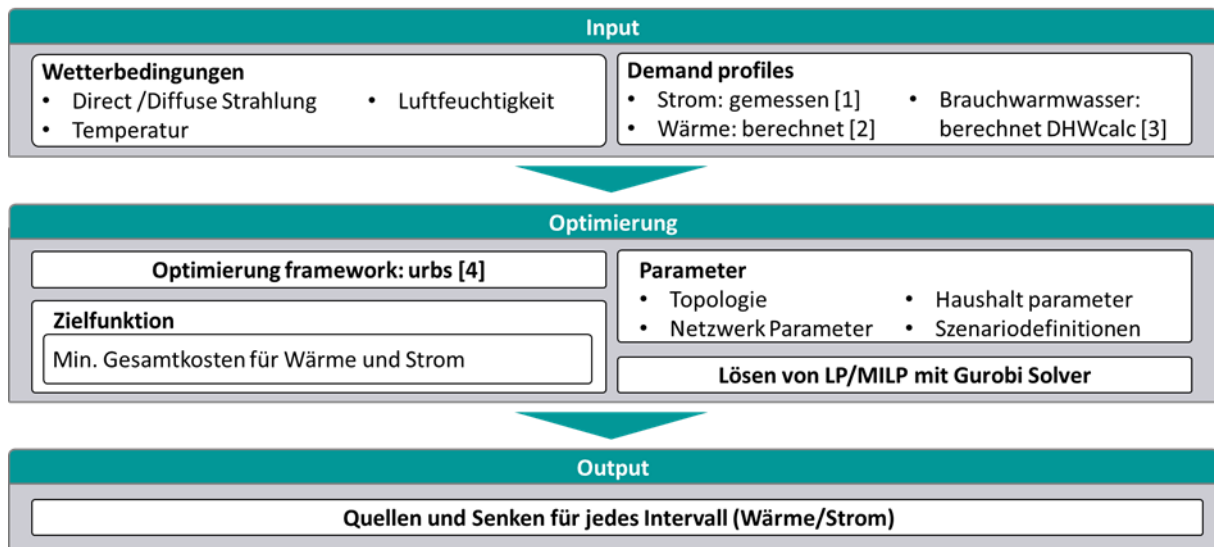 Input
Wetterbedingungen
• Direct /Diffuse Strahlung
• Temperatur
• Luftfeuchtigkeit
Demand profiles
• Strom: gemessen [1]
• Wärme: berechnet [2]
• Brauchwarmwasser:
berechnet DHWcalc [3]
Optimierung
Optimierung framework: urbs [4]
Zielfunktion
Min. Gesamtkosten für Wärme und Strom
Parameter
• Topologie
• Netzwerk Parameter
• Haushalt parameter
• Szenariodefinitionen
Lösen von LP/MILP mit Gurobi Solver
Output
Quellen und Senken für jedes Intervall (Wärme/Strom)